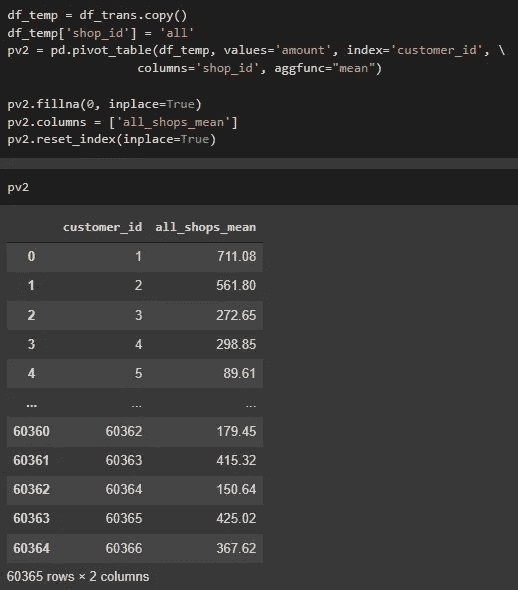 df_temp = df_trans.copy()
df_temp['shop_id'] = 'all'
pv2 = pd.pivot_table(df_temp, values='amount', index='customer_id', \
columns='shop_id', aggfunc="mean")
pv2.fillna(0, inplace=True)
pv2.columns = ['all_shops_mean']
pv2.reset_index(inplace=True)
pv2
customer_id all_shops_mean
0 1 711.08
1 2 561.80
2 3 272.65
3 4 298.85
4 5 89.61
... ... ...
60360 60362 179.45
60361 60363 415.32
60362 60364 150.64
60363 60365 425.02
60364 60366 367.62
60365 rows × 2 columns